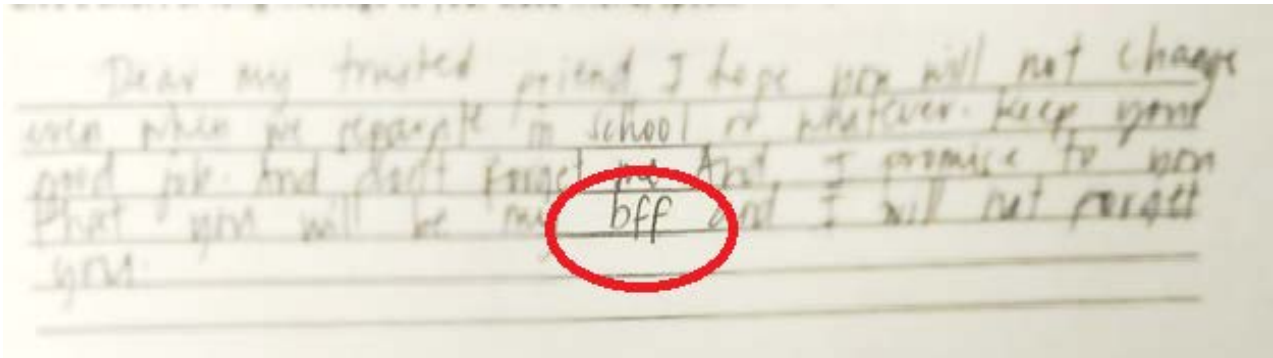 Dear my trusted friend I hope you will not change
even when we separate in school or whatever. Keep your
good job. And don't forget me And I promise to you
that you will be my bff and I will not forgett
you.